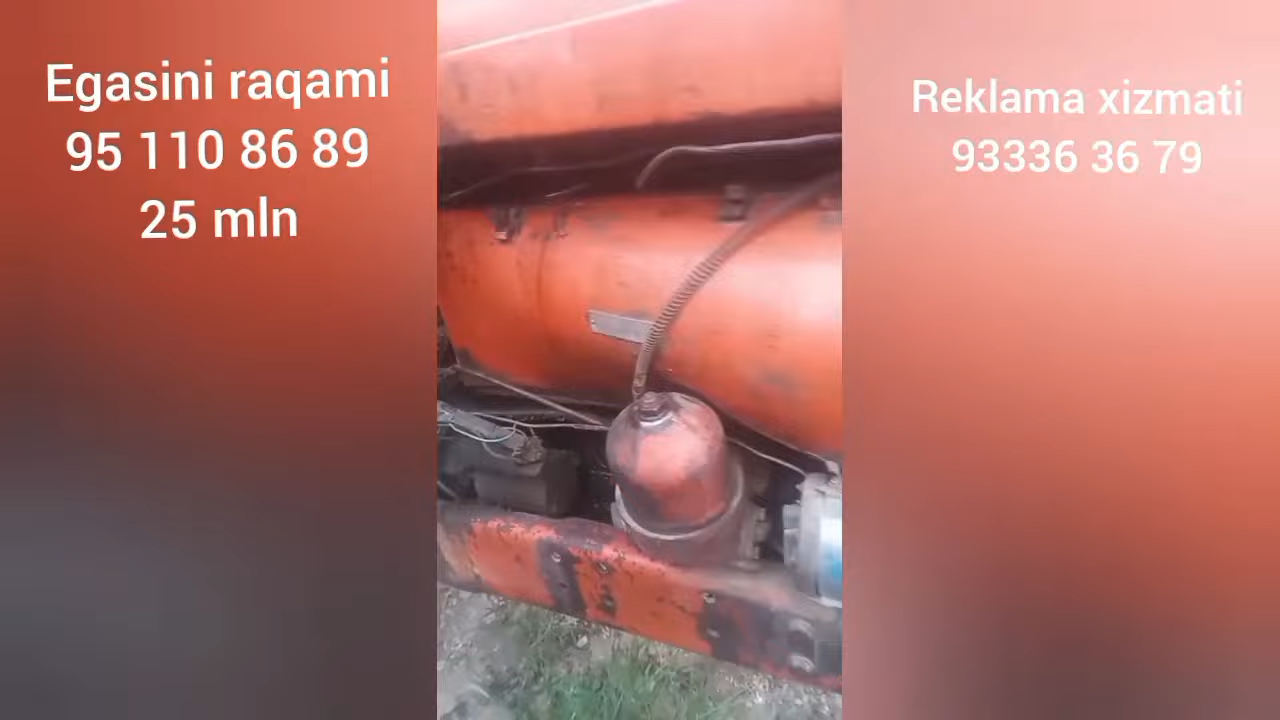 Egasini raqami
95 110 86 89
25 mln
Reklama xizmati
93336 36 79